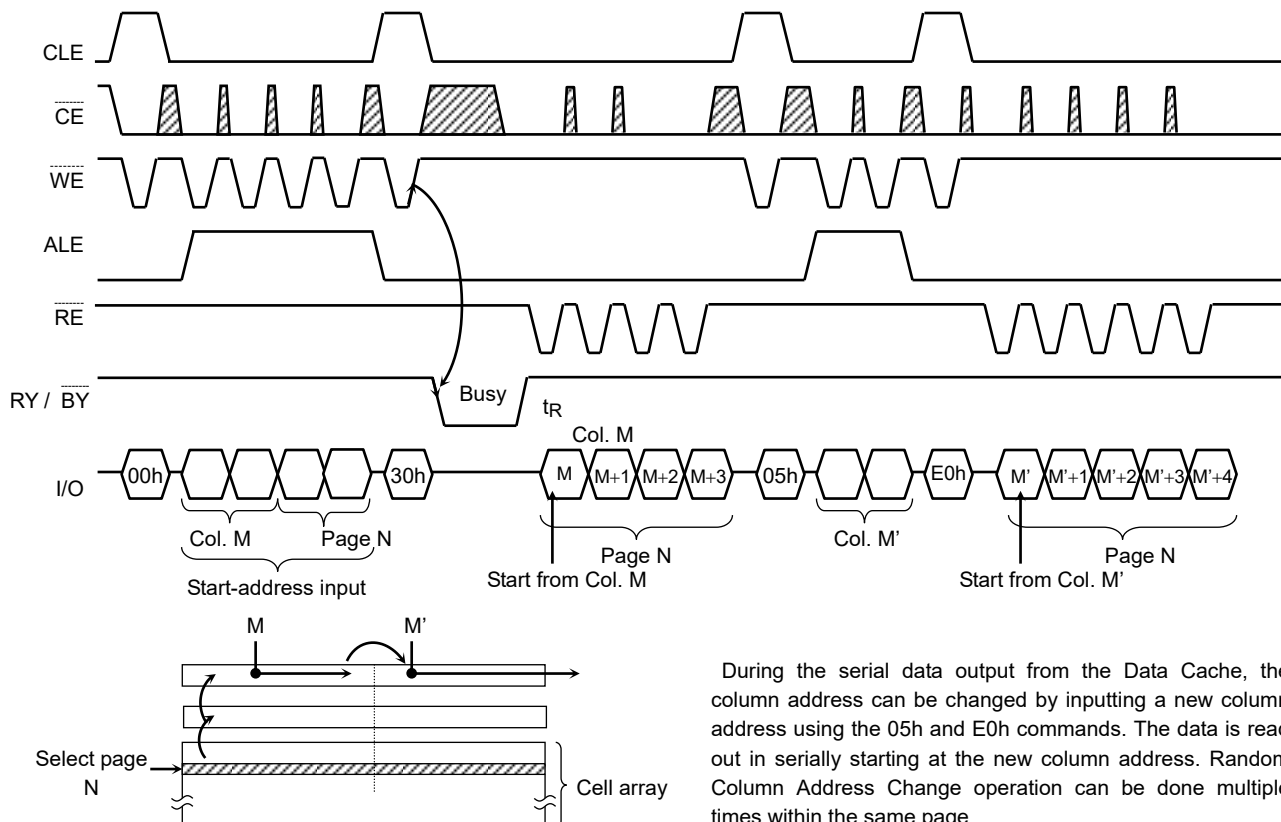 CLE
CE
WE
ALE
RE
RY / BY
Busy
tR
Col. M
I/O
00h
30h
M
M+1
M+2
M+3
05h
E0h
M'
M'+1
M'+2
M'+3
M'+4
Col. M
Page N
Start-address input
Page N
Start from Col. M
Col. M’
Page N
Start from Col. M’
M
M’
Select page
N
Cell array
During the serial data output from the Data Cache, the
column address can be changed by inputting a new column
address using the 05h and E0h commands. The data is read
out in serially starting at the new column address. Random
Column Address Change operation can be done multiple
times within the same page.